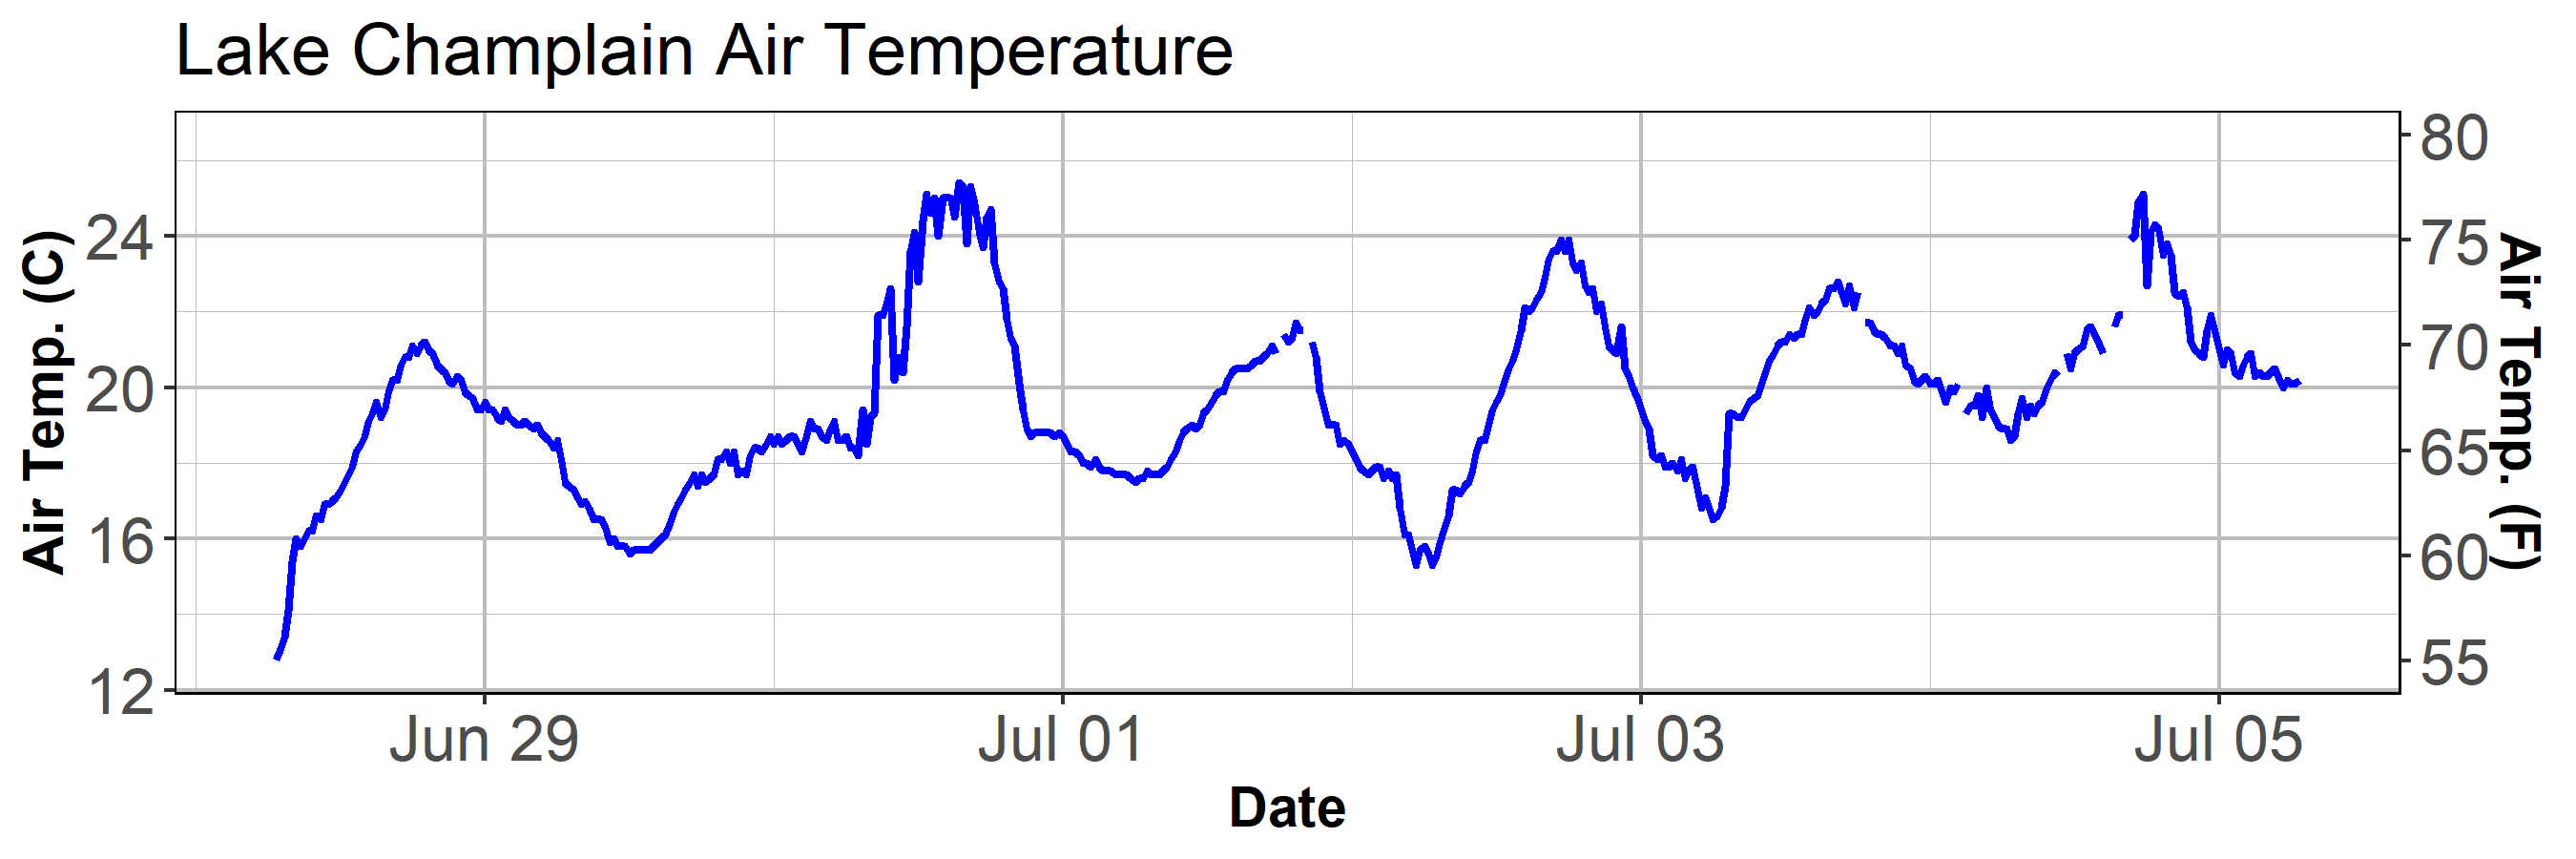 Lake Champlain Air Temperature
Air Temp. (C)
24
20
16
12
80
75
70
65
60
55
Air Temp. (F)
Jun 29
Jul 01
Jul 03
Jul 05
Date